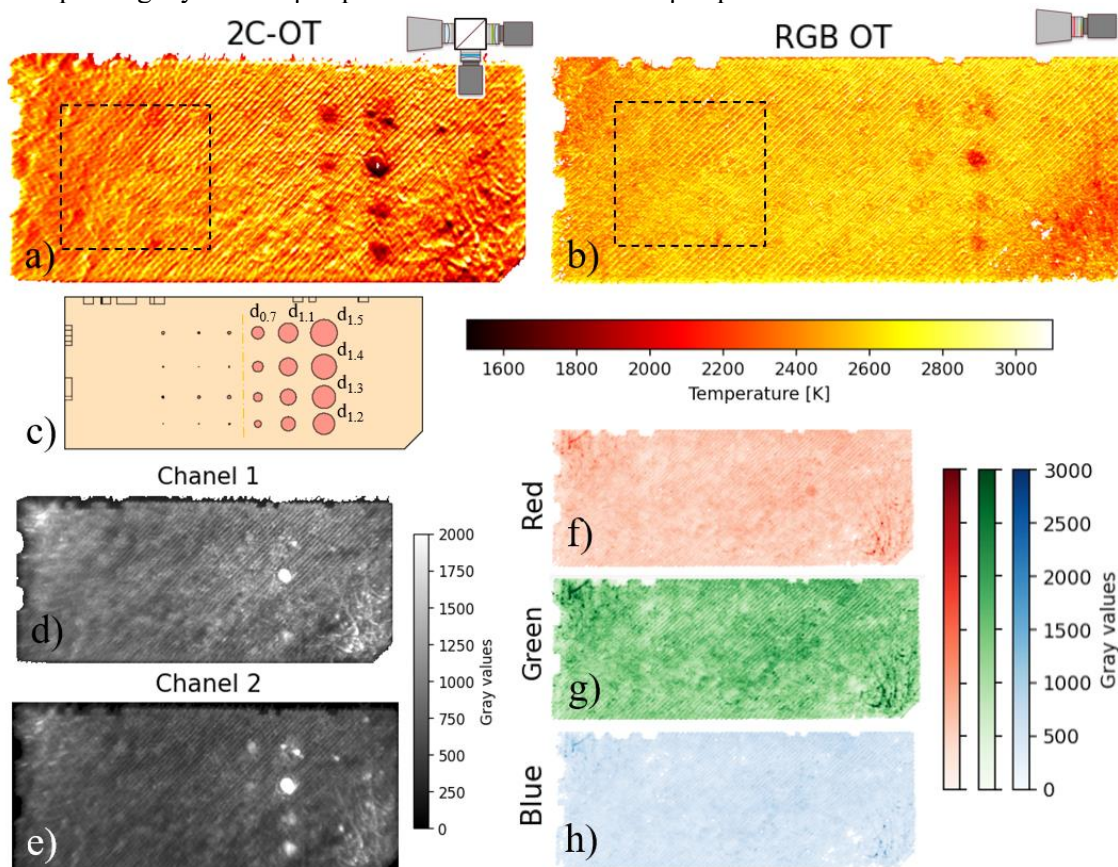 2C-OT
RGB OT
a)
b)
1600 1800 2000 2200 2400 2600 2800 3000
Temperature [K]
c)
d0.7
d1.1
d1.5
d1.4
d1.3
d1.2
Chanel 1
d)
2000
1750
1500
1250
1000
750
500
250
0
Gray values
Chanel 2
e)
Red
f)
Green
g)
Blue
h)
3000
2500
2000
1500
1000
500
0
Gray values